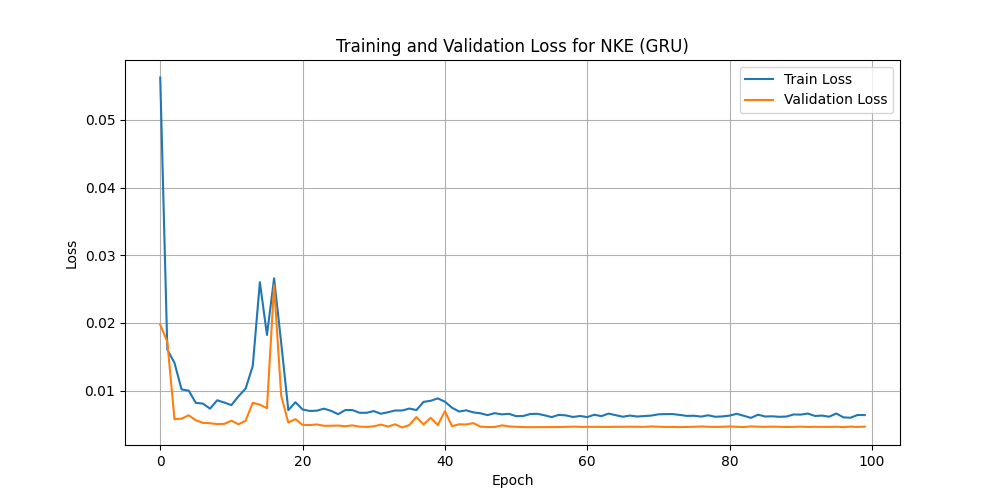 Training and Validation Loss for NKE (GRU)
Train Loss
Validation Loss
Loss
0.05
0.04
0.03
0.02
0.01
0 20 40 60 80 100
Epoch